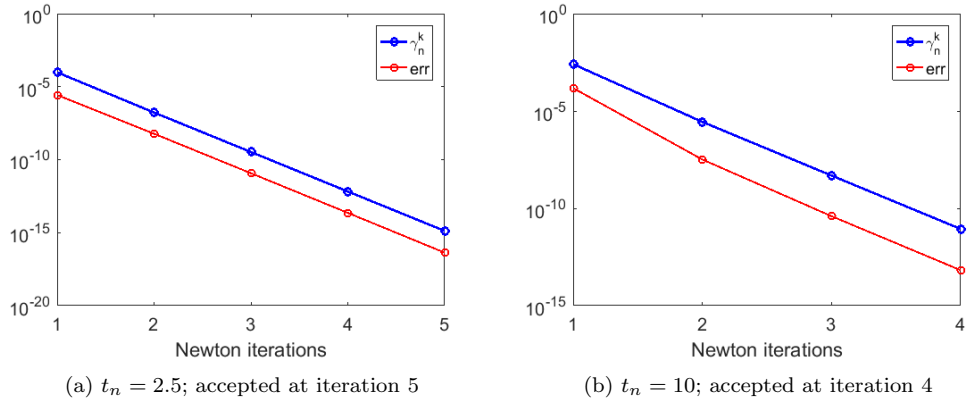 10^0
10^-5
10^-10
10^-15
10^-20
1 2 3 4 5
Newton iterations
γ_n^k
err
(a) t_n = 2.5; accepted at iteration 5
10^0
10^-5
10^-10
10^-15
1 2 3 4
Newton iterations
γ_n^k
err
(b) t_n = 10; accepted at iteration 4